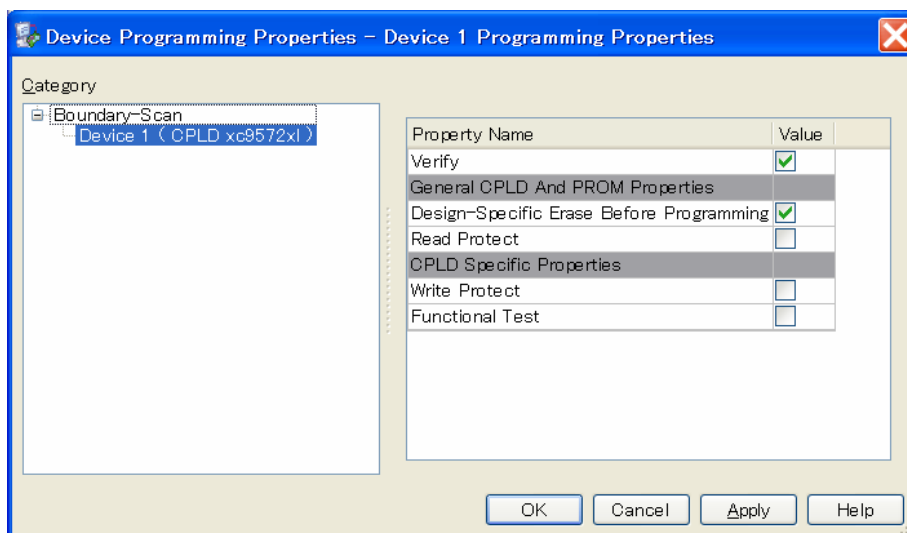 Device Programming Properties - Device 1 Programming Properties
Category
Boundary-Scan
Device 1 ( CPLD xc9572xl )
Property Name Value
Verify
General CPLD And PROM Properties
Design-Specific Erase Before Programming
Read Protect
CPLD Specific Properties
Write Protect
Functional Test
OK Cancel Apply Help